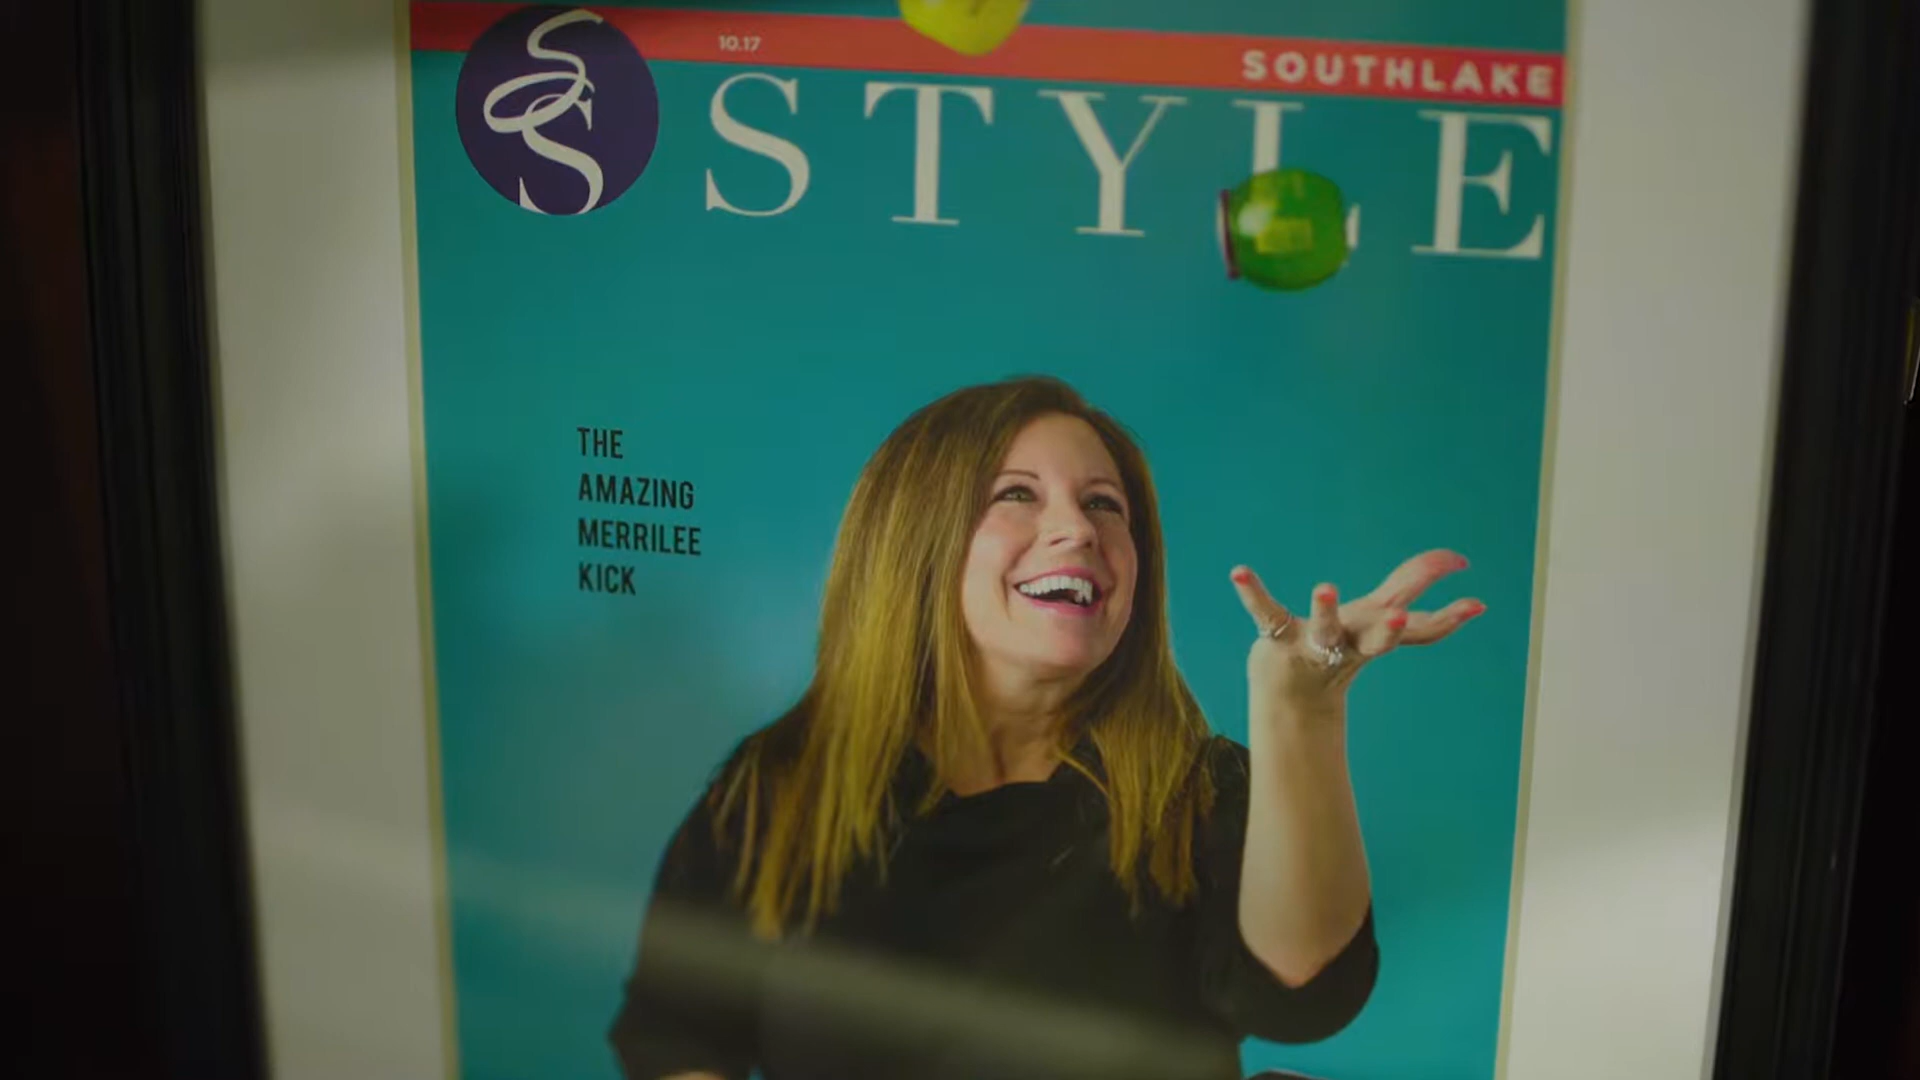 SS
10.17
SOUTHLAKE
STYLE
THE
AMAZING
MERRILEE
KICK